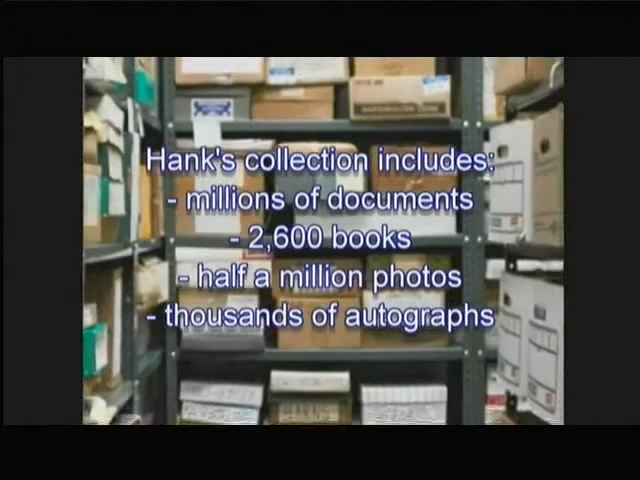 Hank's collection includes:
- millions of documents
- 2,600 books
- half a million photos
- thousands of autographs